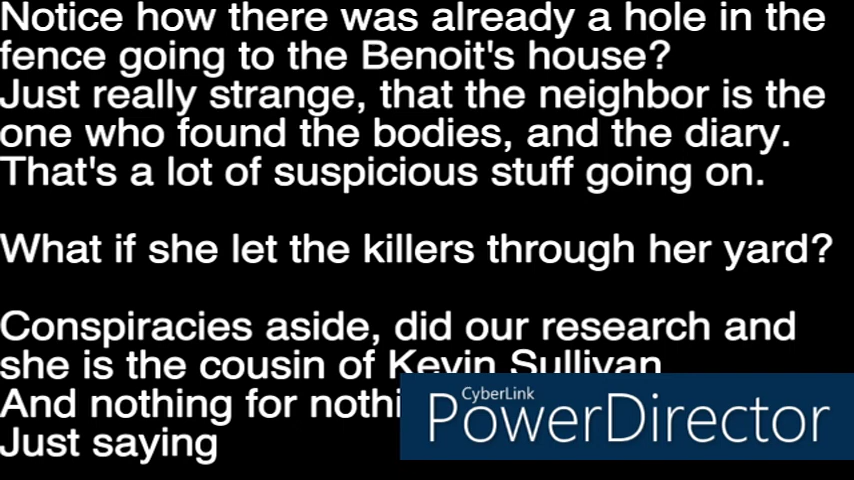 Notice how there was already a hole in the
fence going to the Benoit's house?
Just really strange, that the neighbor is the
one who found the bodies, and the diary.
That's a lot of suspicious stuff going on.
What if she let the killers through her yard?
Conspiracies aside, did our research and
she is the cousin of Kevin Sullivan
And nothing for
Just saying
CyberLink
PowerDirector